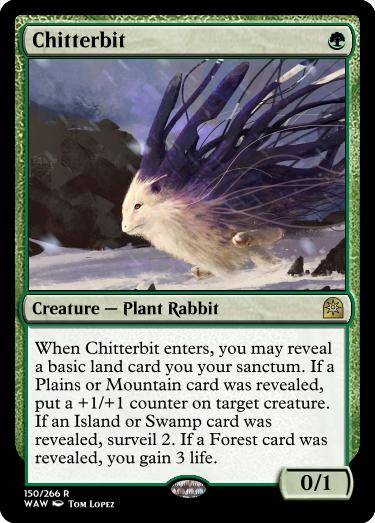 Chitterbit
Creature — Plant Rabbit
When Chitterbit enters, you may reveal
a basic land card you your sanctum. If a
Plains or Mountain card was revealed,
put a +1/+1 counter on target creature.
If an Island or Swamp card was
revealed, surveil 2. If a Forest card was
revealed, you gain 3 life.
0/1
150/266 R
WAW Tom Lopez